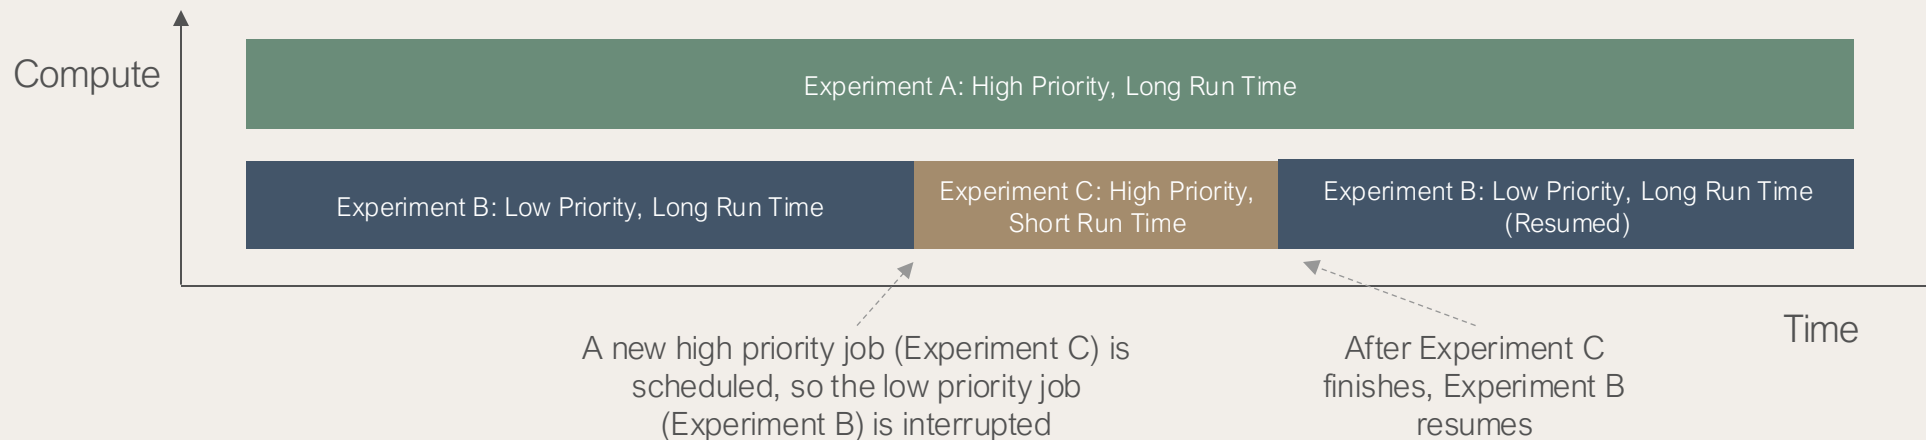 Compute
Experiment A: High Priority, Long Run Time
Experiment B: Low Priority, Long Run Time
Experiment C: High Priority,
Short Run Time
Experiment B: Low Priority, Long Run Time
(Resumed)
Time
A new high priority job (Experiment C) is
scheduled, so the low priority job
(Experiment B) is interrupted
After Experiment C
finishes, Experiment B
resumes